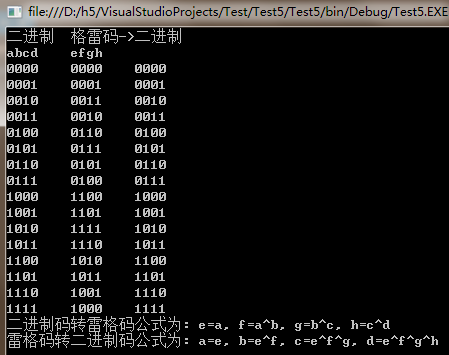 file:///D:/h5/VisualStudioProjects/Test/Test5/Test5/bin/Debug/Test5.EXE
二进制 格雷码->二进制
abcd efgh
0000 0000 0000
0001 0001 0001
0010 0011 0010
0011 0010 0011
0100 0110 0100
0101 0111 0101
0110 0101 0110
0111 0100 0111
1000 1100 1000
1001 1101 1001
1010 1111 1010
1011 1110 1011
1100 1010 1100
1101 1011 1101
1110 1001 1110
1111 1000 1111
二进制码转雷格码公式为: e=a, f=a^b, g=b^c, h=c^d
雷格码转二进制码公式为: a=e, b=e^f, c=e^f^g, d=e^f^g^h